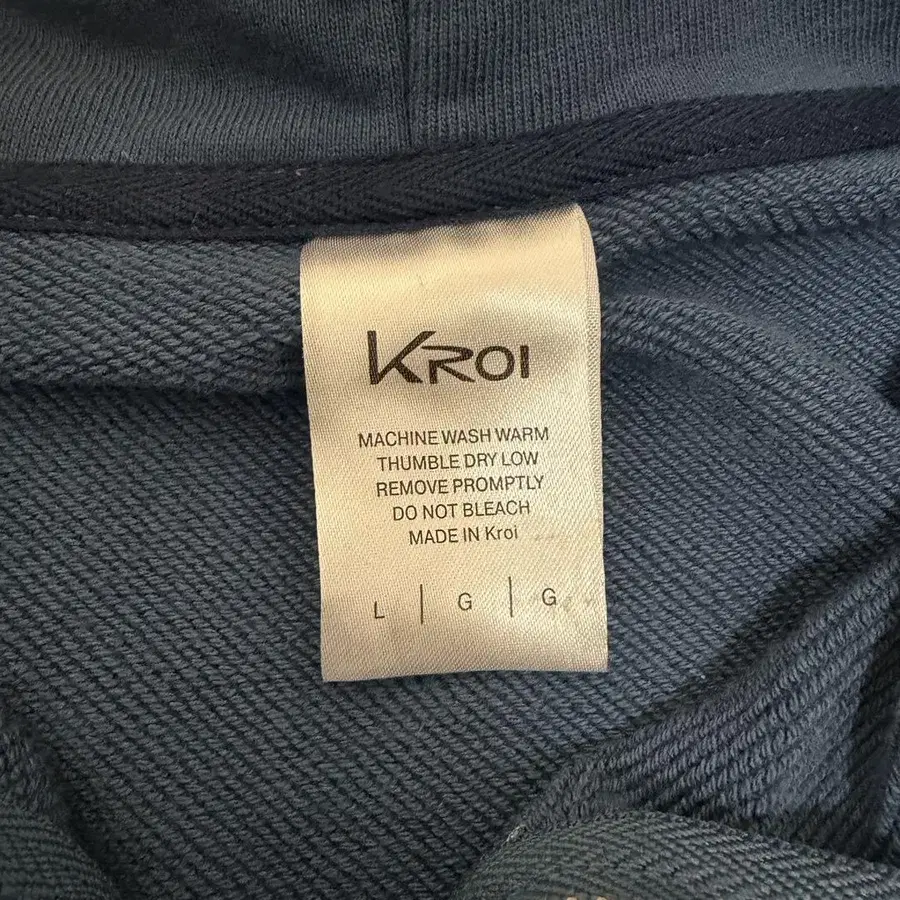 KROI
MACHINE WASH WARM
THUMBLE DRY LOW
REMOVE PROMPTLY
DO NOT BLEACH
MADE IN Kroi
L | G | G